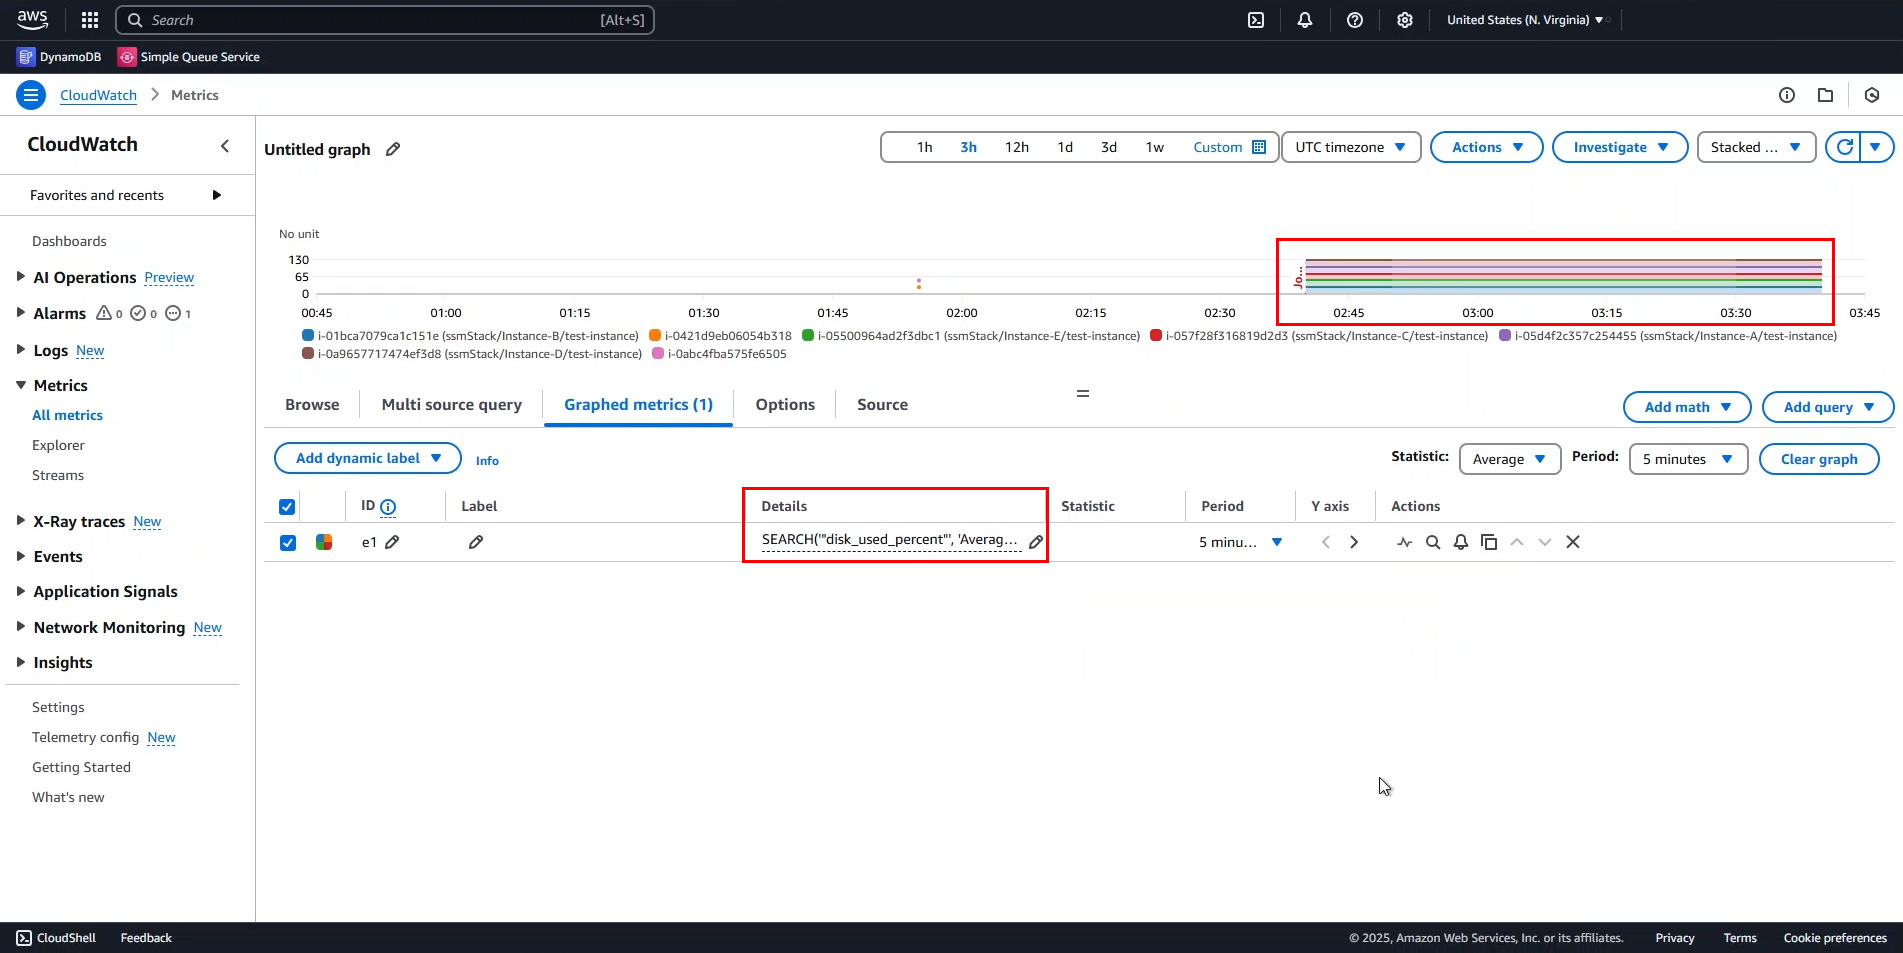 aws
Search [Alt+S]
United States (N. Virginia)
DynamoDB
Simple Queue Service
CloudWatch
Metrics
CloudWatch
Favorites and recents
Dashboards
AI Operations Preview
Alarms 0 0 1
Logs New
Metrics
All metrics
Explorer
Streams
X-Ray traces New
Events
Application Signals
Network Monitoring New
Insights
Settings
Telemetry config New
Getting Started
What's new
Untitled graph
1h 3h 12h 1d 3d 1w Custom
UTC timezone
Actions
Investigate
Stacked ...
No unit
130
65
0
Jo...
00:45 01:00 01:15 01:30 01:45 02:00 02:15 02:30 02:45 03:00 03:15 03:30 03:45
i-01bca7079ca1c151e (ssmStack/Instance-B/test-instance) i-0421d9eb06054b318 i-05500964ad2f3dbc1 (ssmStack/Instance-E/test-instance) i-057f28f316819d2d3 (ssmStack/Instance-C/test-instance) i-05d4f2c357c254455 (ssmStack/Instance-A/test-instance)
i-0a9657717474ef3d8 (ssmStack/Instance-D/test-instance) i-0abc4fba575fe6505
Browse Multi source query Graphed metrics (1) Options Source
Add math Add query
Add dynamic label Info
Statistic: Average Period: 5 minutes Clear graph
ID Label Details Statistic Period Y axis Actions
e1 SEARCH('"disk_used_percent"', 'Averag... 5 minu...
CloudShell Feedback
© 2025, Amazon Web Services, Inc. or its affiliates. Privacy Terms Cookie preferences